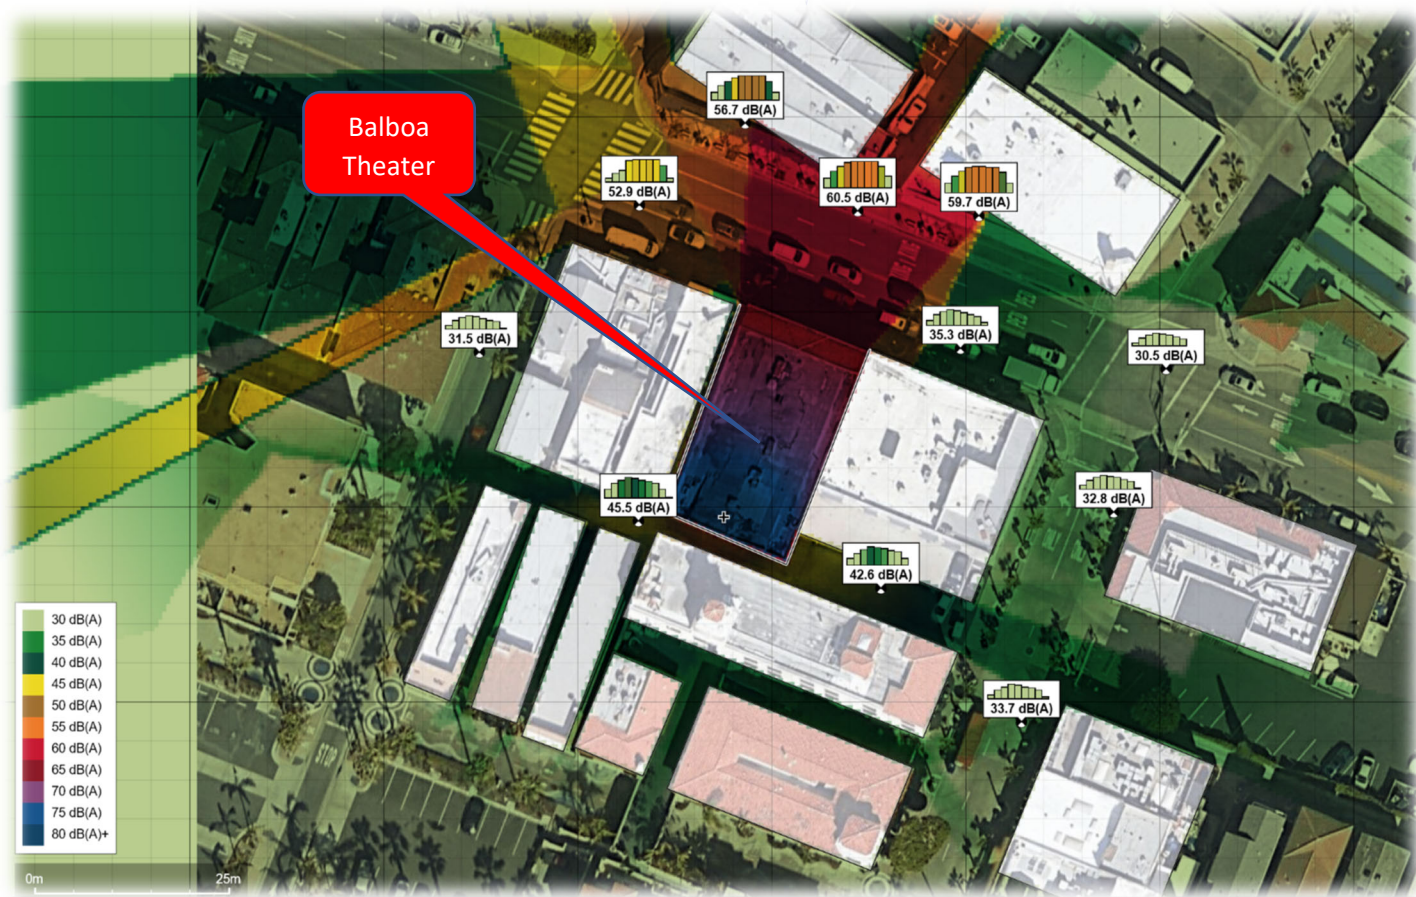 56.7 dB(A)
Balboa
Theater
52.9 dB(A)
60.5 dB(A)
59.7 dB(A)
31.5 dB(A)
35.3 dB(A)
30.5 dB(A)
45.5 dB(A)
32.8 dB(A)
42.6 dB(A)
33.7 dB(A)
30 dB(A)
35 dB(A)
40 dB(A)
45 dB(A)
50 dB(A)
55 dB(A)
60 dB(A)
65 dB(A)
70 dB(A)
75 dB(A)
80 dB(A)+
STOP
0m
25m